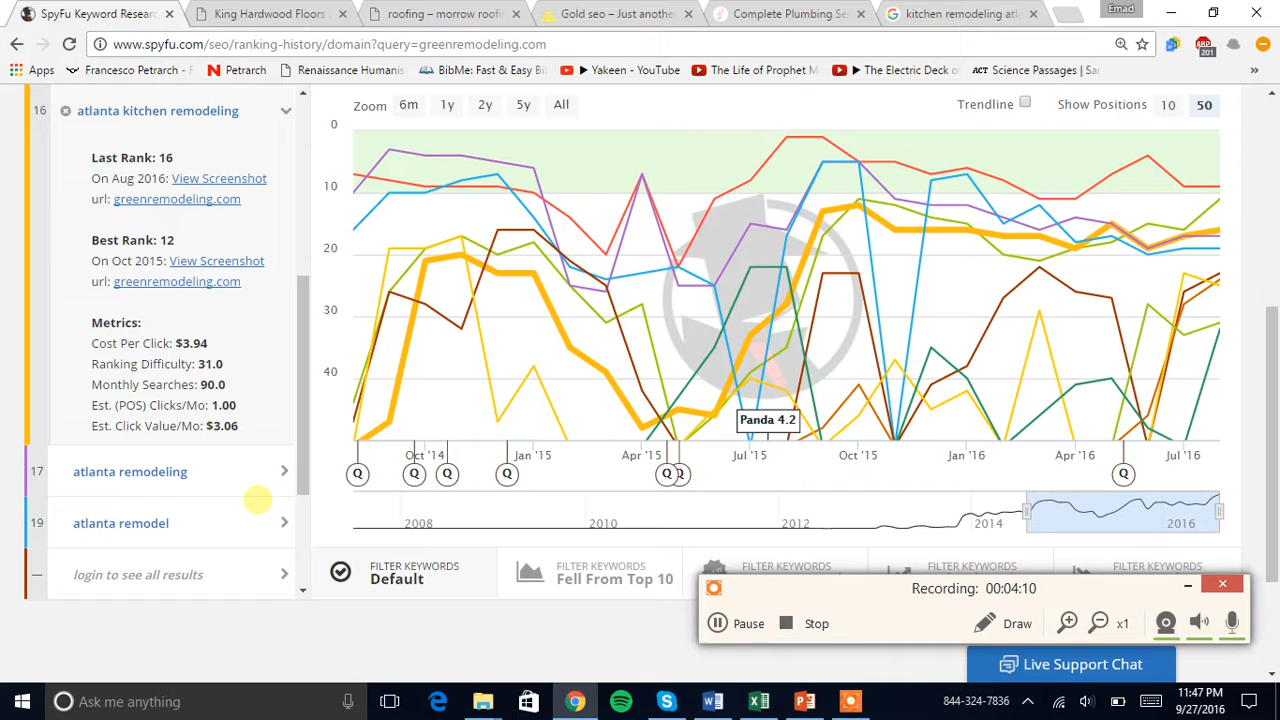 SpyFu Keyword Resear
King Hardwood Floors
roofing – morrow roofi
Gold seo – Just another
Complete Plumbing Se
kitchen remodeling atl
Emad
www.spyfu.com/seo/ranking-history/domain?query=greenremodeling.com
ABP
201
Apps
Francesco Petrarch -
Petrarch
Renaissance Humanis
BibMe: Fast & Easy Bi
Yakeen - YouTube
The Life of Prophet M
The Electric Deck o
ACT
Science Passages | Sa
16
atlanta kitchen remodeling
Last Rank: 16
On Aug 2016: View Screenshot
url: greenremodeling.com
Best Rank: 12
On Oct 2015: View Screenshot
url: greenremodeling.com
Metrics:
Cost Per Click: $3.94
Ranking Difficulty: 31.0
Monthly Searches: 90.0
Est. (POS) Clicks/Mo: 1.00
Est. Click Value/Mo: $3.06
17
atlanta remodeling
19
atlanta remodel
—
login to see all results
Zoom 6m 1y 2y 5y All
Trendline
Show Positions 10 50
0
10
20
30
40
Panda 4.2
Oct '14 Jan '15 Apr '15 Jul '15 Oct '15 Jan '16 Apr '16 Jul '16
Q Q Q Q Q Q Q
2008 2010 2012 2014 2016
FILTER KEYWORDS
Default
FILTER KEYWORDS
Fell From Top 10
FILTER KEYWORDS
FILTER KEYWORDS
FILTER KEYWORDS
Recording: 00:04:10
Pause
Stop
Draw
x1
Live Support Chat
Ask me anything
844-324-7836
11:47 PM
9/27/2016